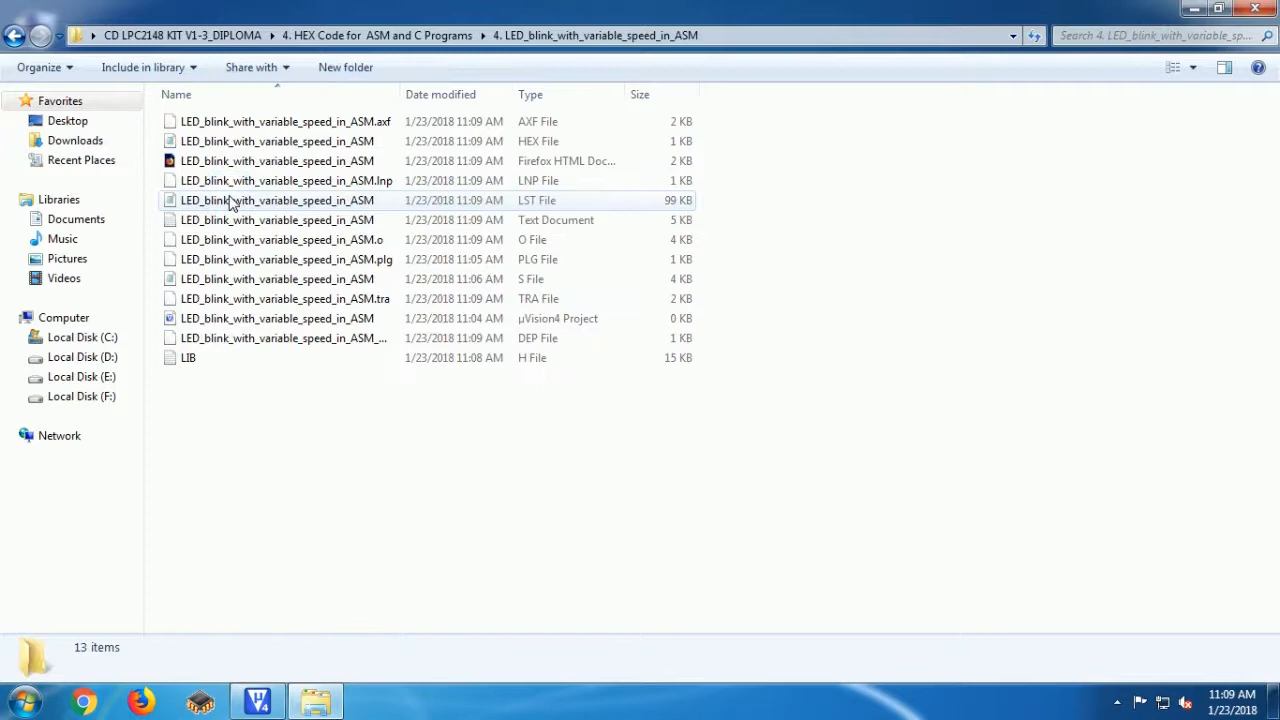 CD LPC2148 KIT V1-3_DIPOLMA 4. HEX Code for ASM and C Programs 4. LED_blink_with_variable_speed_in_ASM Search 4. LED_blink_with_variable_sp...
Organize Include in library Share with New folder
Name Date modified Type Size
Favorites
Desktop
Downloads
Recent Places
Libraries
Documents
Music
Pictures
Videos
Computer
Local Disk (C:)
Local Disk (D:)
Local Disk (E:)
Local Disk (F:)
Network
LED_blink_with_variable_speed_in_ASM.axf 1/23/2018 11:09 AM AXF File 2 KB
LED_blink_with_variable_speed_in_ASM 1/23/2018 11:09 AM HEX File 1 KB
LED_blink_with_variable_speed_in_ASM 1/23/2018 11:09 AM Firefox HTML Doc... 2 KB
LED_blink_with_variable_speed_in_ASM.lnp 1/23/2018 11:09 AM LNP File 1 KB
LED_blink_with_variable_speed_in_ASM 1/23/2018 11:09 AM LST File 99 KB
LED_blink_with_variable_speed_in_ASM 1/23/2018 11:09 AM Text Document 5 KB
LED_blink_with_variable_speed_in_ASM.o 1/23/2018 11:09 AM O File 4 KB
LED_blink_with_variable_speed_in_ASM.plg 1/23/2018 11:05 AM PLG File 1 KB
LED_blink_with_variable_speed_in_ASM 1/23/2018 11:06 AM S File 4 KB
LED_blink_with_variable_speed_in_ASM.tra 1/23/2018 11:09 AM TRA File 2 KB
LED_blink_with_variable_speed_in_ASM 1/23/2018 11:04 AM µVision4 Project 0 KB
LED_blink_with_variable_speed_in_ASM_... 1/23/2018 11:09 AM DEP File 1 KB
LIB 1/23/2018 11:08 AM H File 15 KB
13 items
11:09 AM
1/23/2018